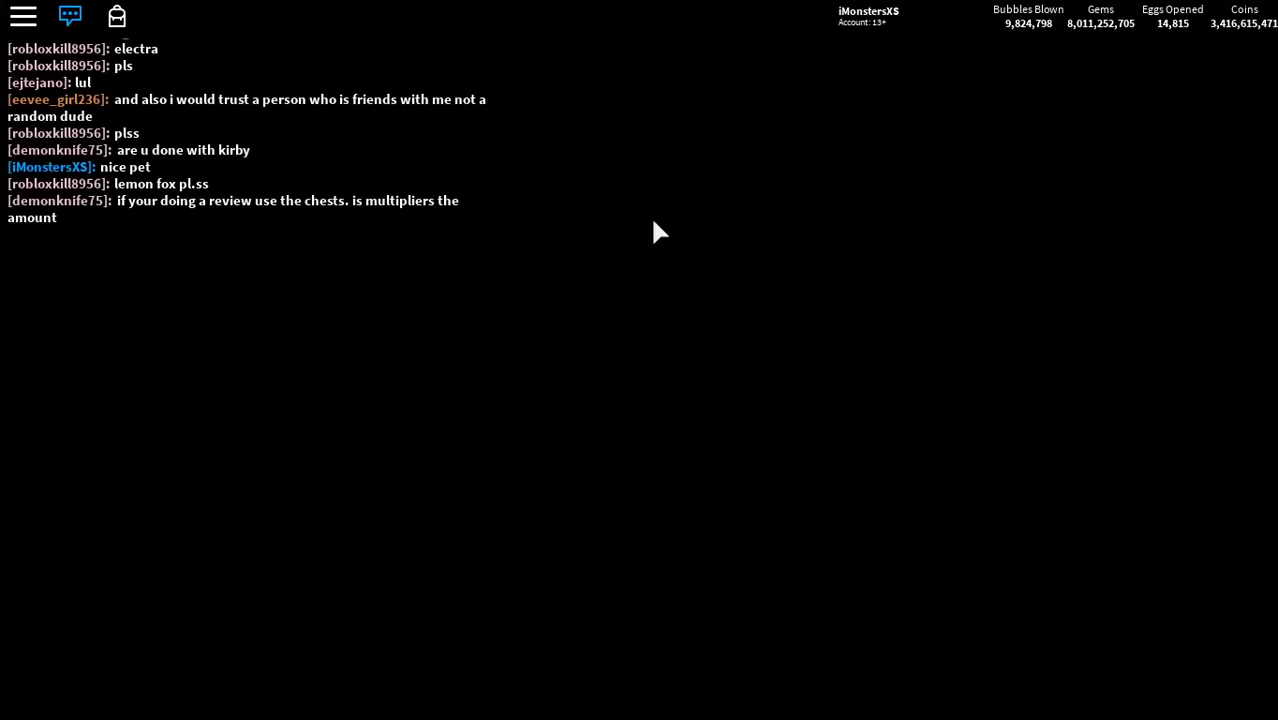 iMonstersXS
Account: 13+
Bubbles Blown
9,824,798
Gems
8,011,252,705
Eggs Opened
14,815
Coins
3,416,615,471
[robloxkill8956]: electra
[robloxkill8956]: pls
[ejtejano]: lul
[eevee_girl236]: and also i would trust a person who is friends with me not a
random dude
[robloxkill8956]: plss
[demonknife75]: are u done with kirby
[iMonstersXS]: nice pet
[robloxkill8956]: lemon fox pl.ss
[demonknife75]: if your doing a review use the chests. is multipliers the
amount